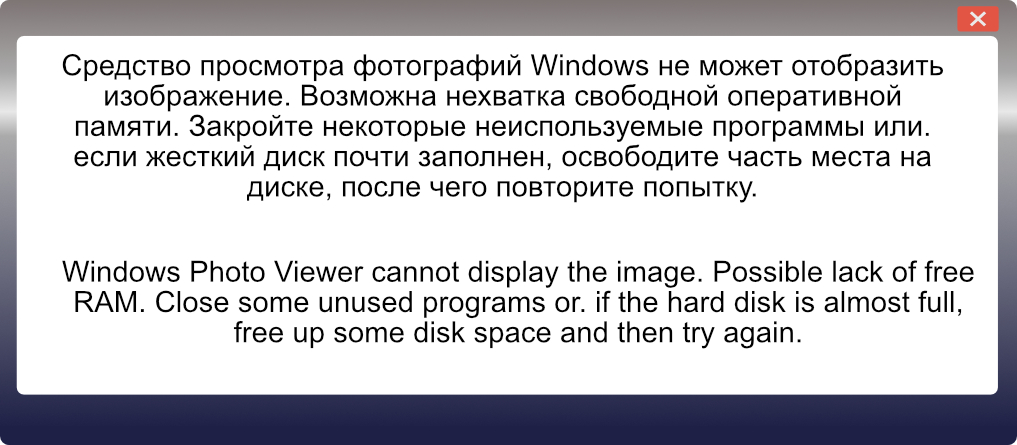 Средство просмотра фотографий Windows не может отобразить
изображение. Возможна нехватка свободной оперативной
памяти. Закройте некоторые неиспользуемые программы или.
если жесткий диск почти заполнен, освободите часть места на
диске, после чего повторите попытку.
Windows Photo Viewer cannot display the image. Possible lack of free
RAM. Close some unused programs or. if the hard disk is almost full,
free up some disk space and then try again.